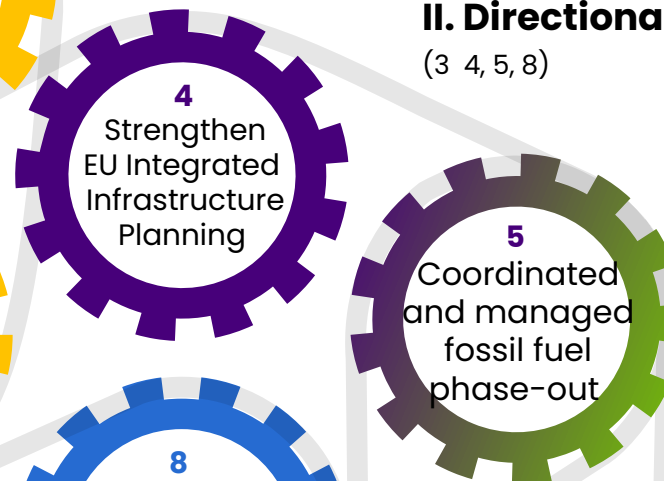 II. Directiona
(3 4, 5, 8)
4
Strengthen
EU Integrated
Infrastructure
Planning
5
Coordinated
and managed
fossil fuel
phase-out
8